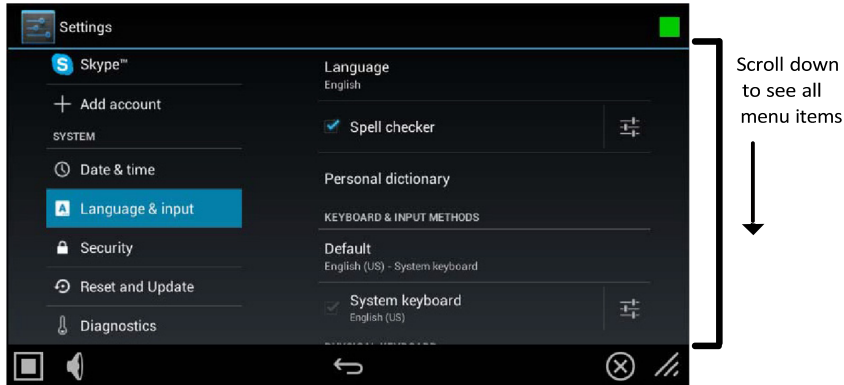 Settings
Skype™
Add account
SYSTEM
Date & time
Language & input
Security
Reset and Update
Diagnostics
Language
English
Spell checker
Personal dictionary
KEYBOARD & INPUT METHODS
Default
English (US) - System keyboard
System keyboard
English (US)
Scroll down
to see all
menu items